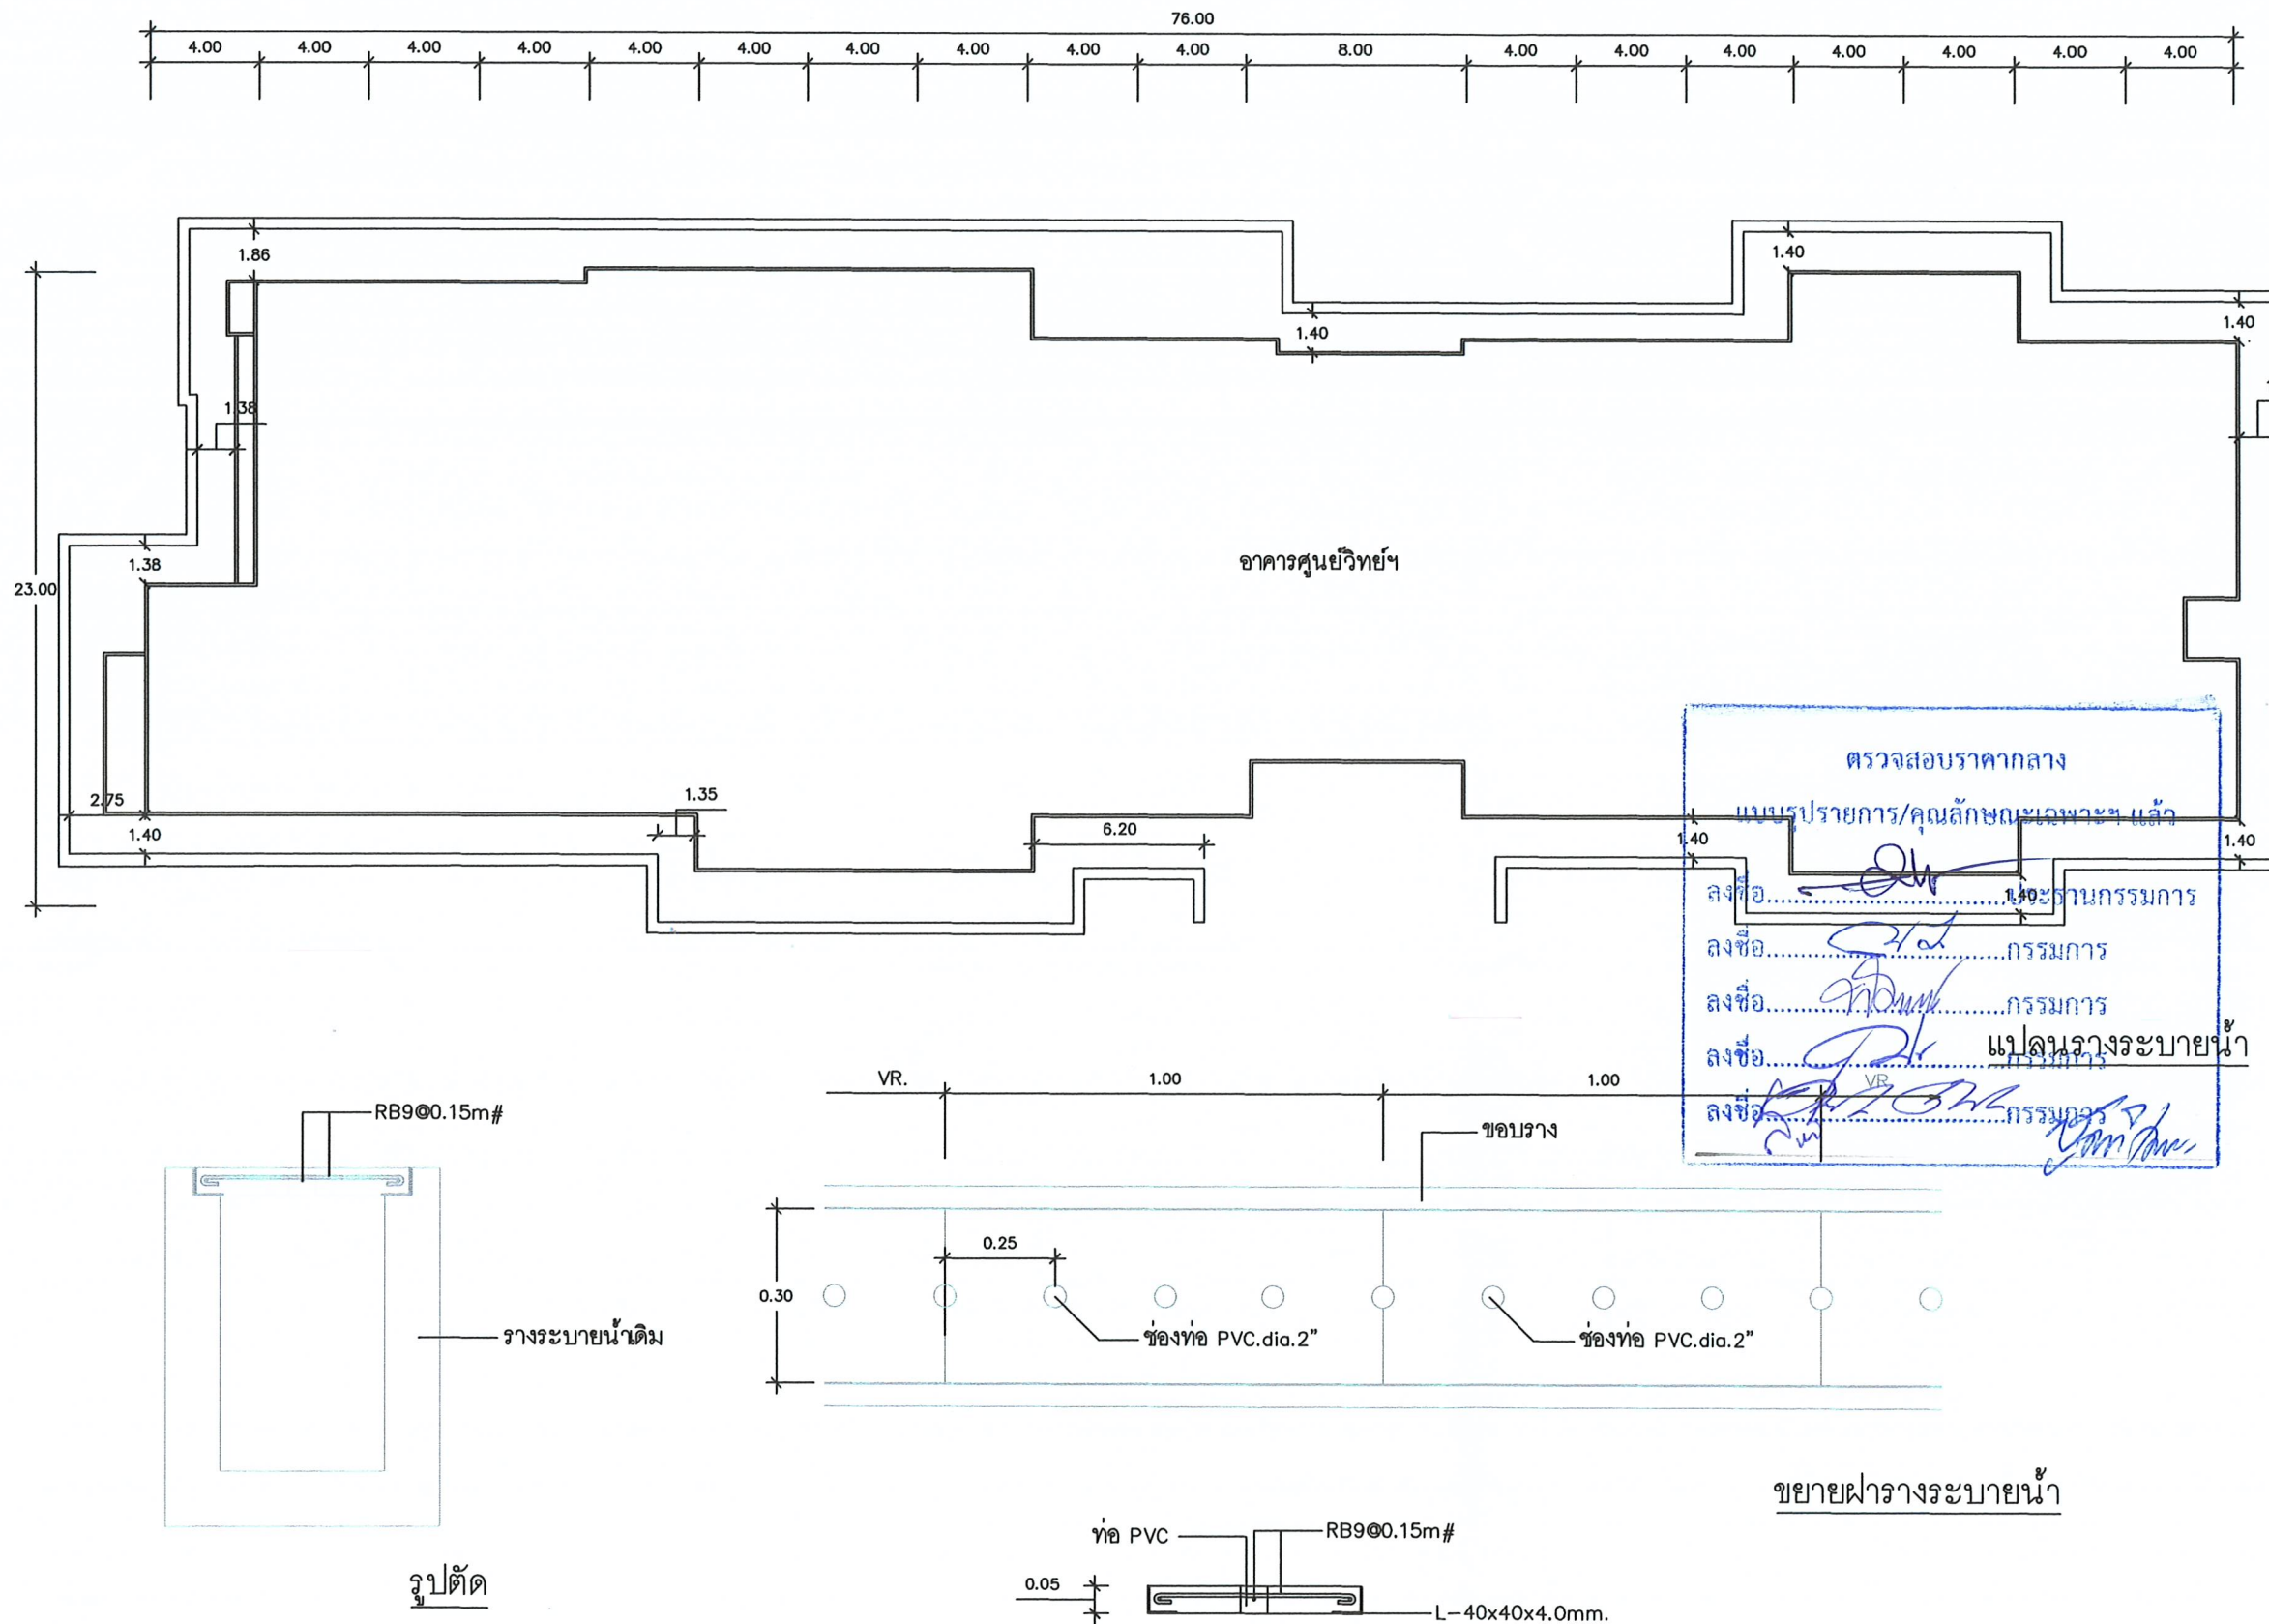 76.00
4.00 4.00 4.00 4.00 4.00 4.00 4.00 4.00 4.00 4.00 8.00 4.00 4.00 4.00 4.00 4.00 4.00 4.00
1.86
1.40
1.40
1.40
1.38
1.38
23.00
อาคารศูนย์วิทย์ฯ
2.75
1.40
1.35
6.20
1.40
1.40
1.40
ตรวจสอบราคากลาง
แบบรูปรายการ/คุณลักษณะเฉพาะฯ แล้ว
ลงชื่อ..............................ประธานกรรมการ
ลงชื่อ..............................กรรมการ
ลงชื่อ..............................กรรมการ
ลงชื่อ..............................กรรมการ
ลงชื่อ..............................กรรมการ
แปลนรางระบายน้ำ
VR. 1.00 1.00 VR.
RB9@0.15m#
ขอบราง
0.25
0.30
รางระบายน้ำเดิม
ช่องท่อ PVC.dia.2"
ช่องท่อ PVC.dia.2"
ขยายฝารางระบายน้ำ
รูปตัด
ท่อ PVC
RB9@0.15m#
0.05
L-40x40x4.0mm.